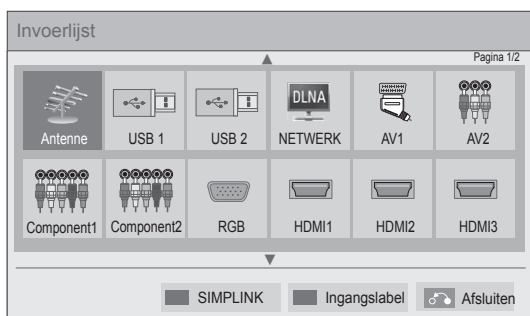 Invoerlijst
Pagina 1/2
Antenne USB 1 USB 2 DLNA NETWERK AV1 AV2
Component1 Component2 RGB HDMI1 HDMI2 HDMI3
SIMPLINK Ingangslabel Afsluiten